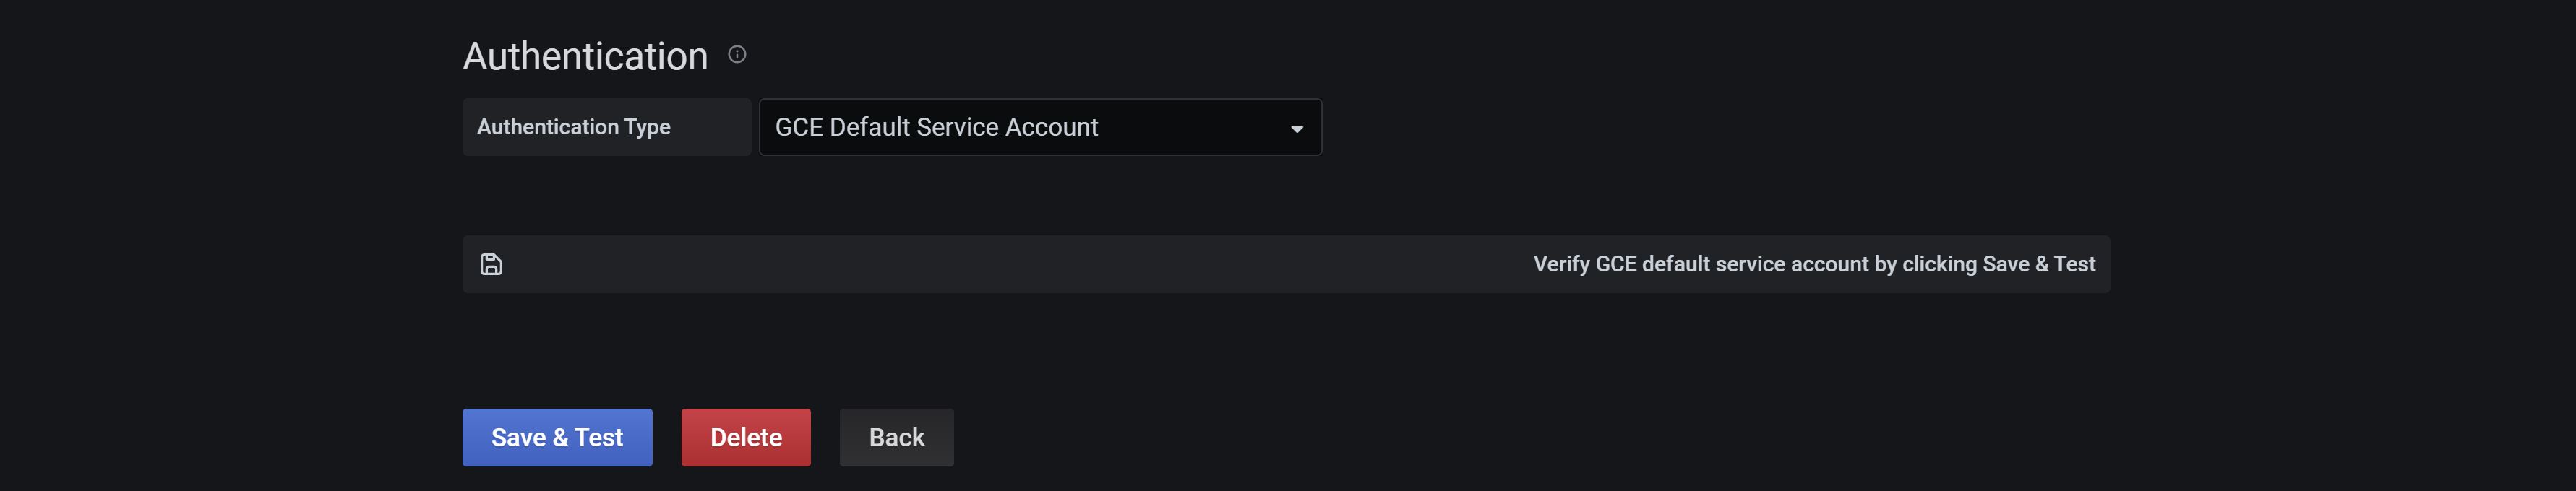 Authentication
Authentication Type
GCE Default Service Account
Verify GCE default service account by clicking Save & Test
Save & Test
Delete
Back